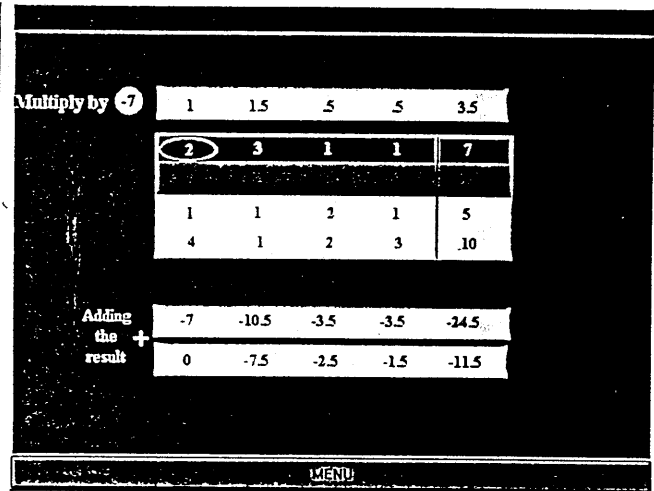 Multiply by -7 1 1.5 .5 .5 3.5
2 3 1 1 7
1 1 2 1 5
4 1 2 3 .10
Adding
the
result
+
-7 -10.5 -3.5 -3.5 -24.5
0 -7.5 -2.5 -1.5 -11.5
MENU